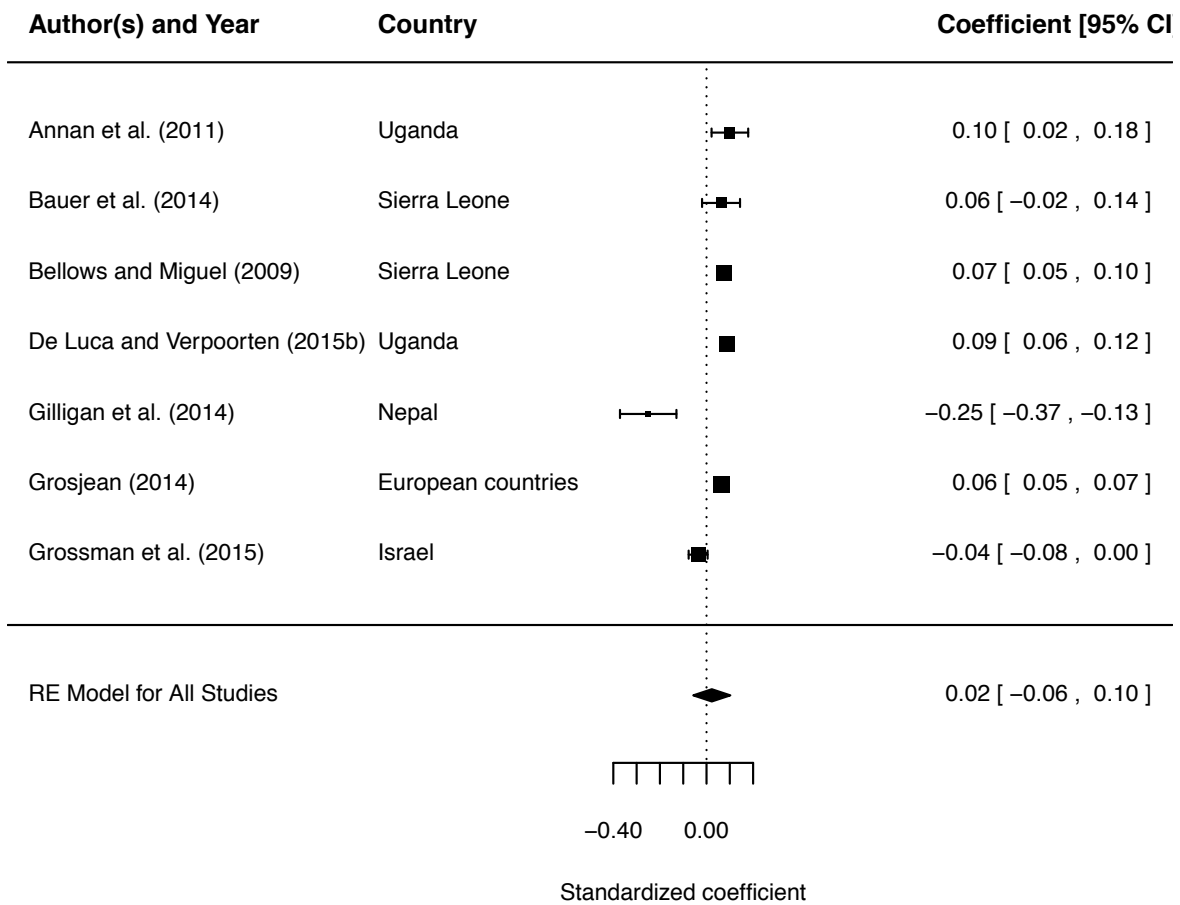 Author(s) and Year Country Coefficient [95% CI]
Annan et al. (2011) Uganda 0.10 [ 0.02 , 0.18 ]
Bauer et al. (2014) Sierra Leone 0.06 [ −0.02 , 0.14 ]
Bellows and Miguel (2009) Sierra Leone 0.07 [ 0.05 , 0.10 ]
De Luca and Verpoorten (2015b) Uganda 0.09 [ 0.06 , 0.12 ]
Gilligan et al. (2014) Nepal −0.25 [ −0.37 , −0.13 ]
Grosjean (2014) European countries 0.06 [ 0.05 , 0.07 ]
Grossman et al. (2015) Israel −0.04 [ −0.08 , 0.00 ]
RE Model for All Studies 0.02 [ −0.06 , 0.10 ]
−0.40 0.00
Standardized coefficient